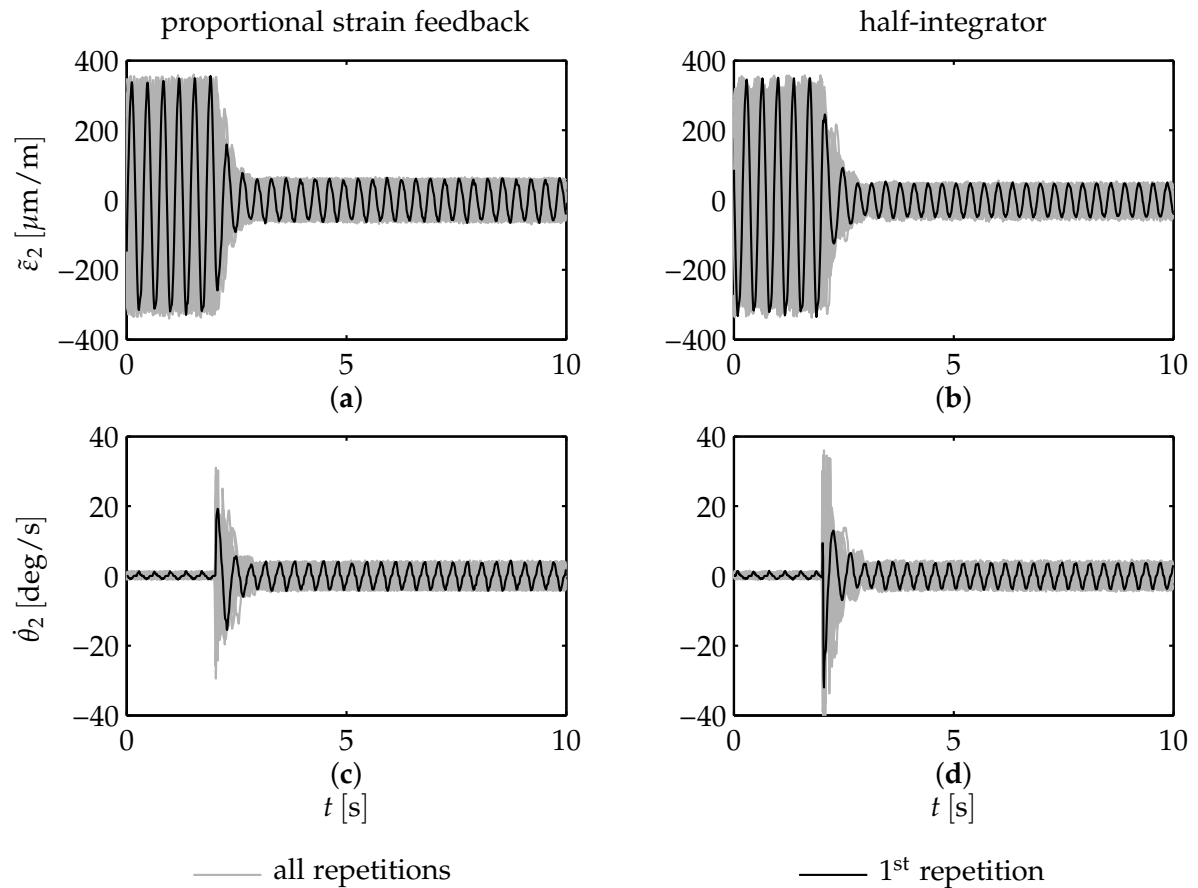 proportional strain feedback
half-integrator
400
200
0
−200
−400
ε̃₂ [μm/m]
0
5
10
(a)
400
200
0
−200
−400
0
5
10
(b)
40
20
0
−20
−40
θ̇₂ [deg/s]
0
5
10
(c)
t [s]
40
20
0
−20
−40
0
5
10
(d)
t [s]
all repetitions
1st repetition